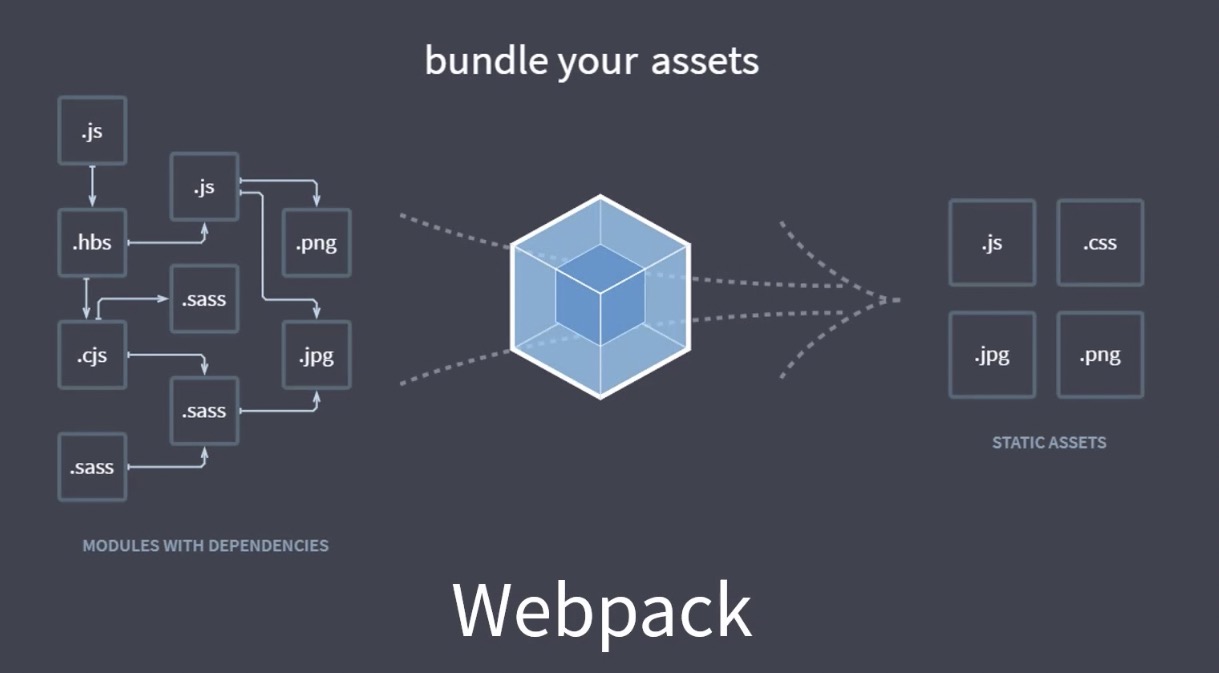 bundle your assets
.js
.js
.hbs
.png
.sass
.cjs
.jpg
.sass
.sass
MODULES WITH DEPENDENCIES
.js
.css
.jpg
.png
STATIC ASSETS
Webpack